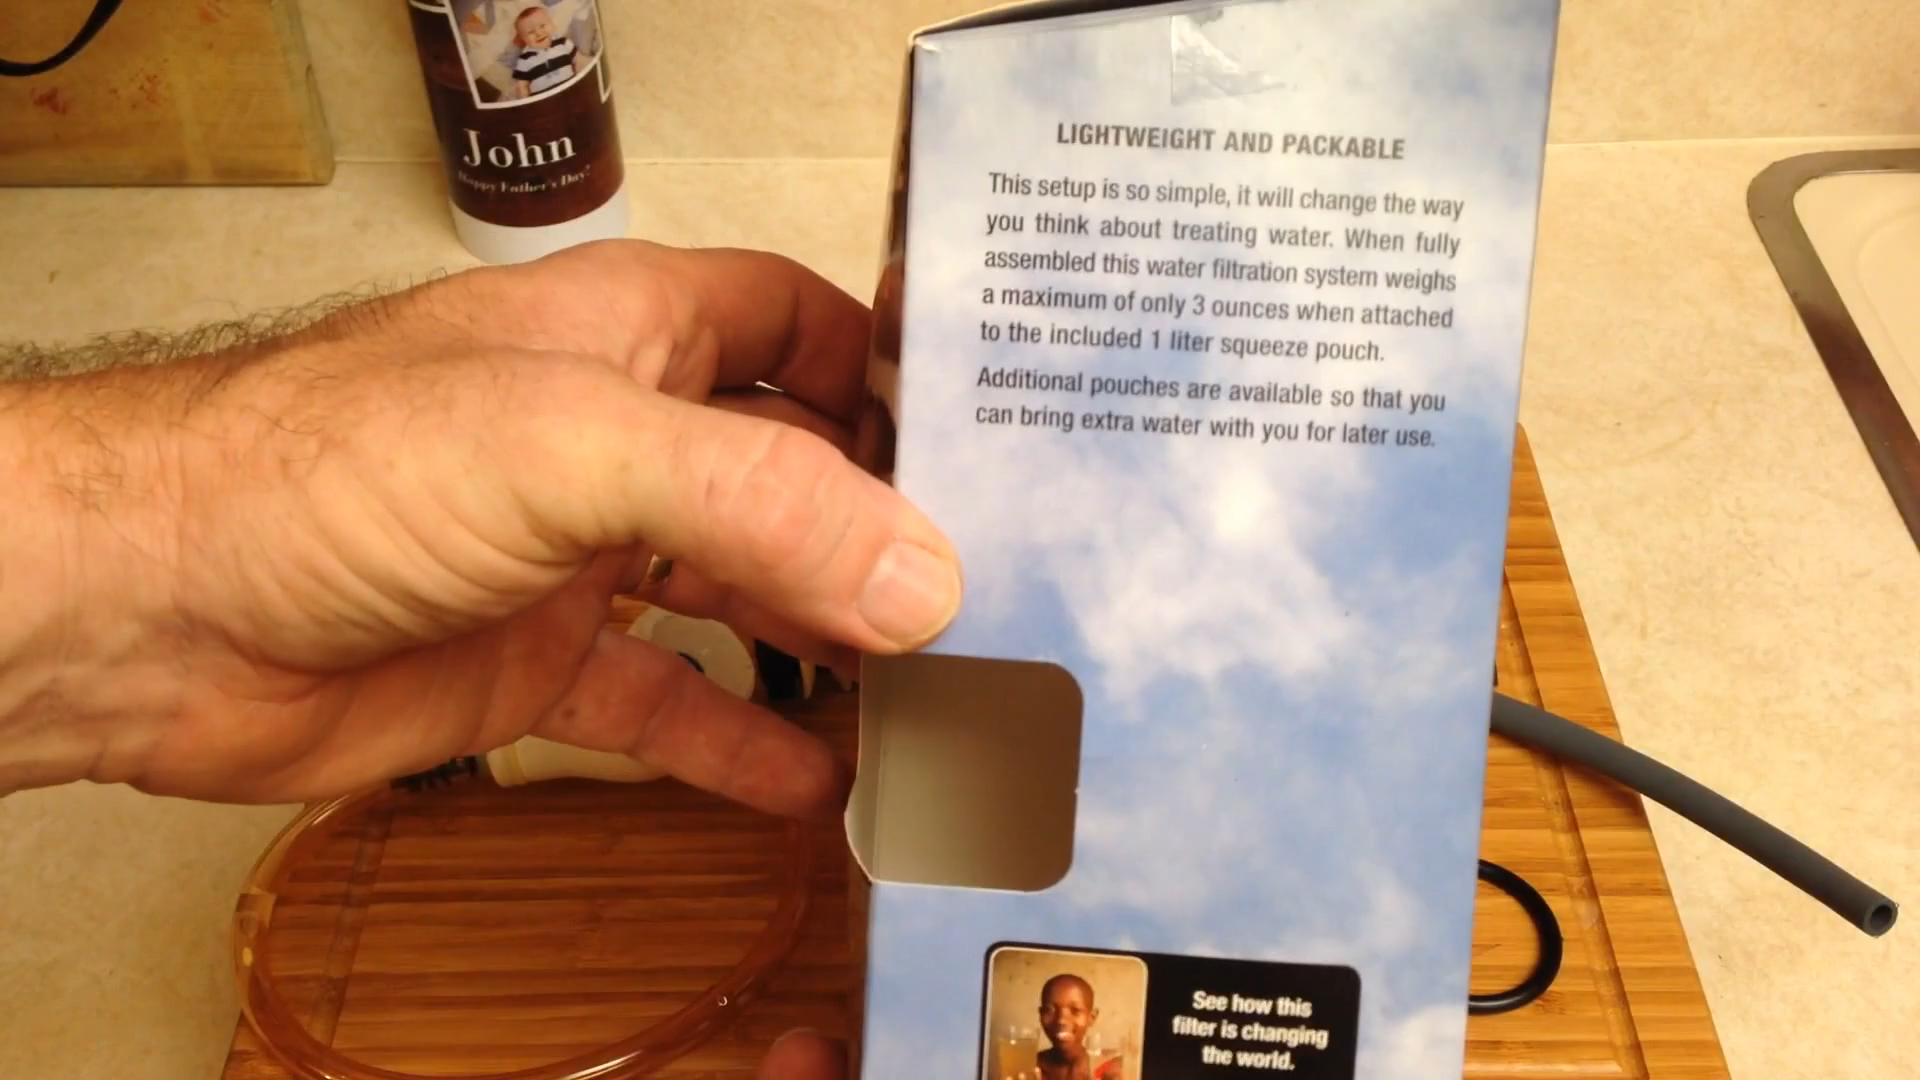 John
Happy Father's Day!
LIGHTWEIGHT AND PACKABLE
This setup is so simple, it will change the way
you think about treating water. When fully
assembled this water filtration system weighs
a maximum of only 3 ounces when attached
to the included 1 liter squeeze pouch.
Additional pouches are available so that you
can bring extra water with you for later use.
See how this
filter is changing
the world.